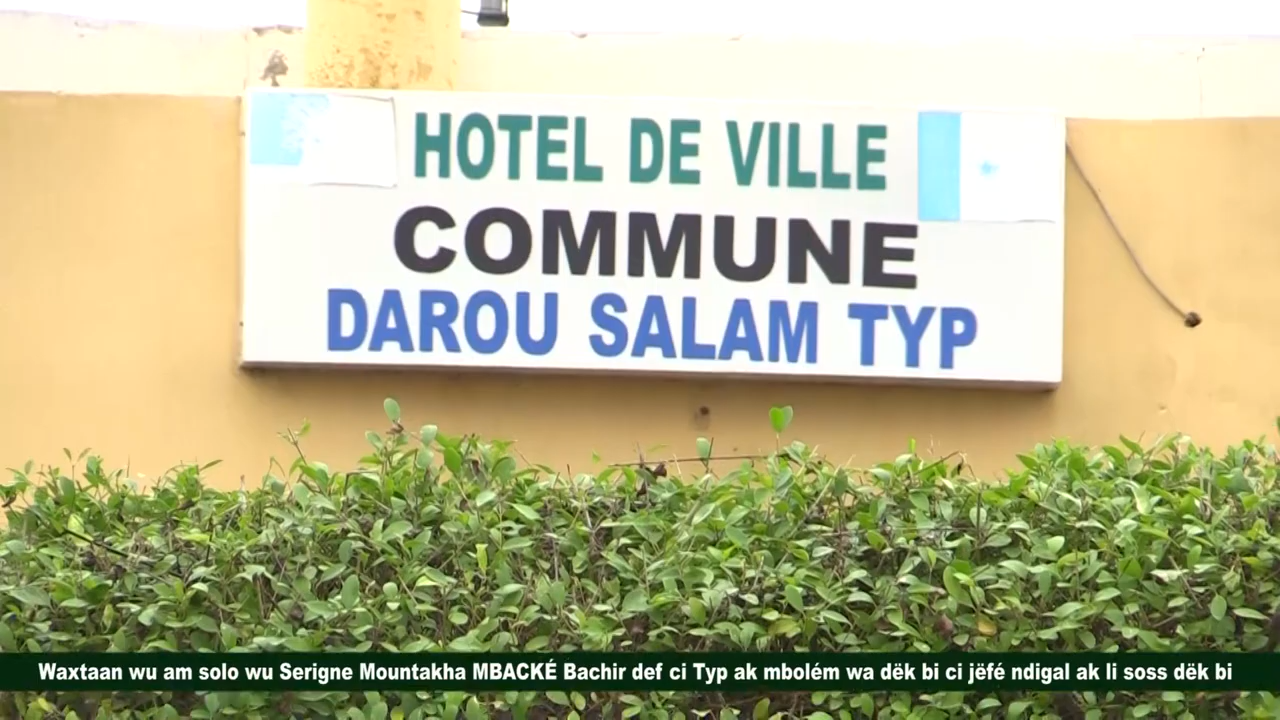 HOTEL DE VILLE
COMMUNE
DAROU SALAM TYP
Waxtaan wu am solo wu Serigne Mountakha MBACKÉ Bachir def ci Typ ak mbolém wa dëk bi ci jëfé ndigal ak li soss dëk bi